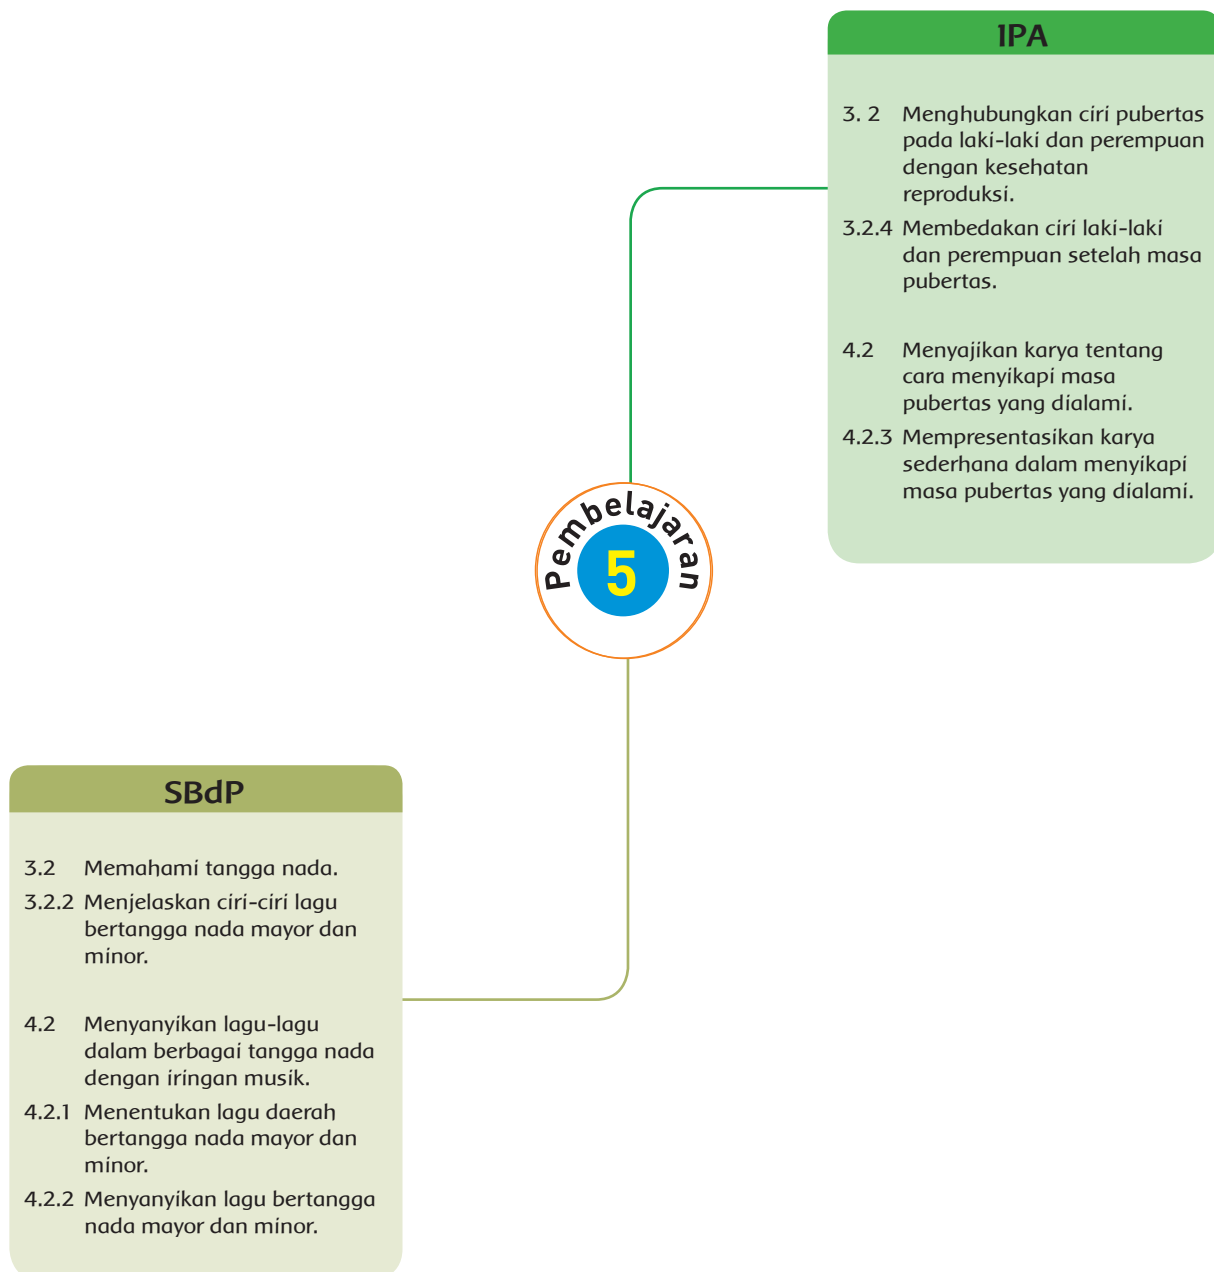 IPA
3. 2 Menghubungkan ciri pubertas
pada laki-laki dan perempuan
dengan kesehatan
reproduksi.
3.2.4 Membedakan ciri laki-laki
dan perempuan setelah masa
pubertas.
4.2 Menyajikan karya tentang
cara menyikapi masa
pubertas yang dialami.
4.2.3 Mempresentasikan karya
sederhana dalam menyikapi
masa pubertas yang dialami.
Pembelajaran
5
SBdP
3.2 Memahami tangga nada.
3.2.2 Menjelaskan ciri-ciri lagu
bertangga nada mayor dan
minor.
4.2 Menyanyikan lagu-lagu
dalam berbagai tangga nada
dengan iringan musik.
4.2.1 Menentukan lagu daerah
bertangga nada mayor dan
minor.
4.2.2 Menyanyikan lagu bertangga
nada mayor dan minor.